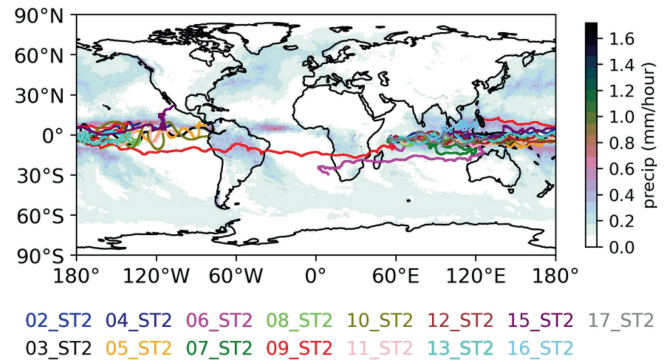 90°N
60°N
30°N
0°
30°S
60°S
90°S
180° 120°W 60°W 0° 60°E 120°E 180°
1.6
1.4
1.2
1.0
0.8
0.6
0.4
0.2
0.0
precip (mm/hour)
02_ST2 04_ST2 06_ST2 08_ST2 10_ST2 12_ST2 15_ST2 17_ST2
03_ST2 05_ST2 07_ST2 09_ST2 11_ST2 13_ST2 16_ST2